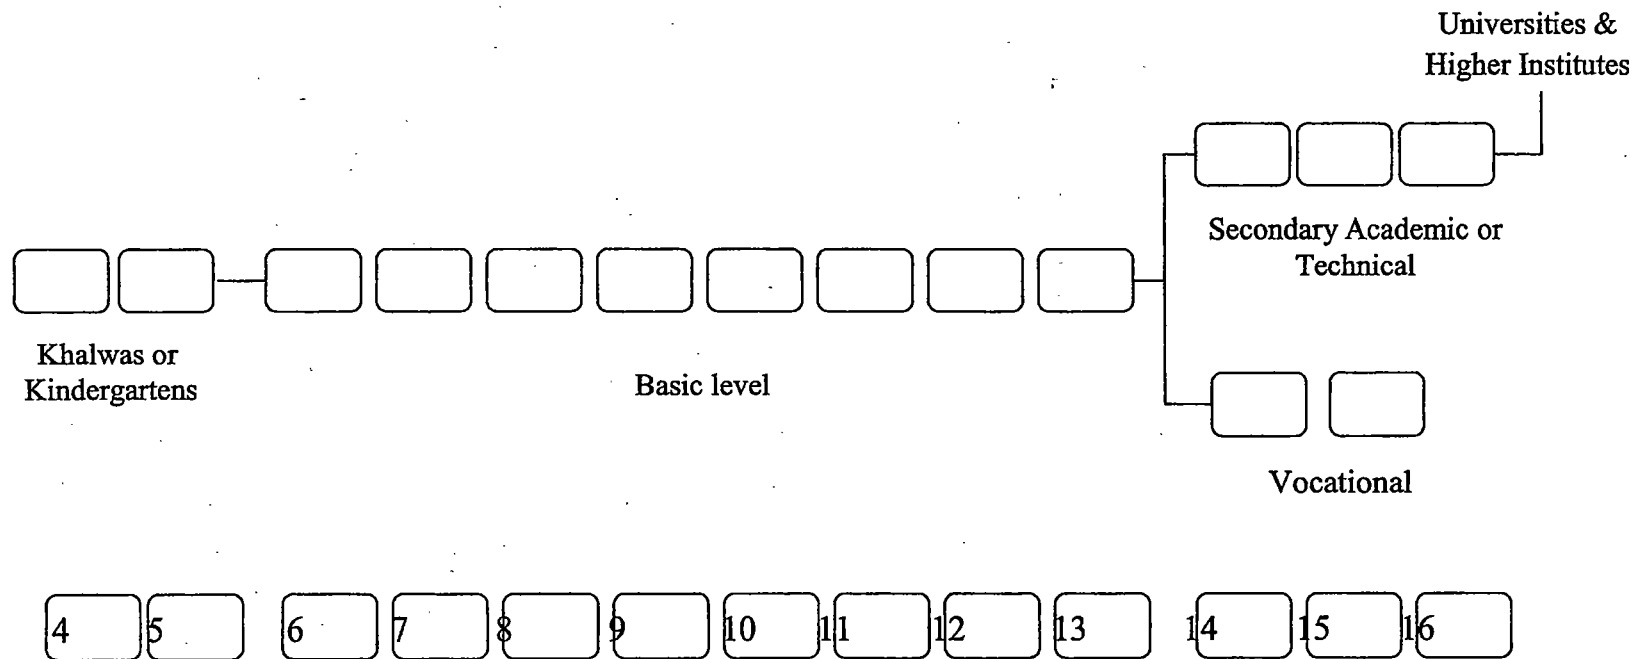 Universities &
Higher Institutes
Secondary Academic or
Technical
Khalwas or
Kindergartens
Basic level
Vocational
4 5 6 7 8 9 10 11 12 13 14 15 16